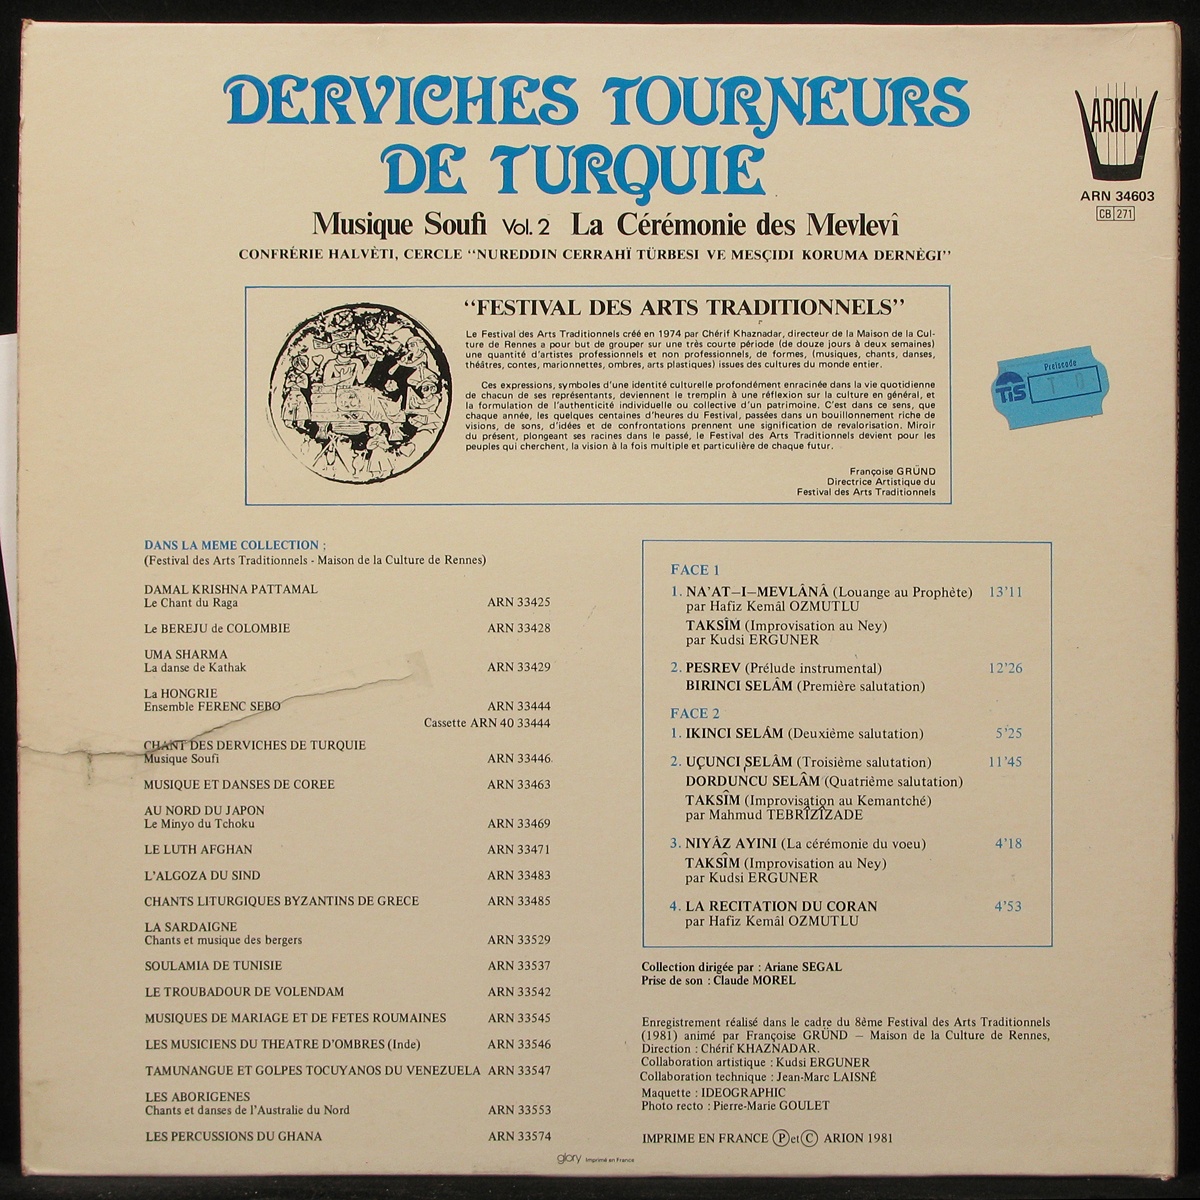 DERVICHES TOURNEURS
DE TURQUIE
ARION
ARN 34603
CB 271
Musique Soufi Vol. 2 La Cérémonie des Mevlevî
CONFRÈRIE HALVÈTI, CERCLE “NUREDDIN CERRAHÏ TÜRBESI VE MESÇIDI KORUMA DERNÈGI”
“FESTIVAL DES ARTS TRADITIONNELS”
Le Festival des Arts Traditionnels créé en 1974 par Chérif Khaznadar, directeur de la Maison de la Cul-
ture de Rennes a pour but de grouper sur une très courte période (de douze jours à deux semaines)
une quantité d'artistes professionnels et non professionnels, de formes, (musiques, chants, danses,
théâtres, contes, marionnettes, ombres, arts plastiques) issues des cultures du monde entier.
Ces expressions, symboles d'une identité culturelle profondément enracinée dans la vie quotidienne
de chacun de ses représentants, deviennent le tremplin à une réflexion sur la culture en général, et
la formulation de l'authenticité individuelle ou collective d'un patrimoine. C'est dans ce sens, que
chaque année, les quelques centaines d'heures du Festival, passées dans un bouillonnement riche de
visions, de sons, d'idées et de confrontations prennent une signification de revalorisation. Miroir
du présent, plongeant ses racines dans le passé, le Festival des Arts Traditionnels devient pour les
peuples qui cherchent, la vision à la fois multiple et particulière de chaque futur.
Françoise GRÜND
Directrice Artistique du
Festival des Arts Traditionnels
TIS
Preiscode
T 0
DANS LA MEME COLLECTION ;
(Festival des Arts Traditionnels - Maison de la Culture de Rennes)
DAMAL KRISHNA PATTAMAL
Le Chant du Raga ARN 33425
Le BEREJU de COLOMBIE ARN 33428
UMA SHARMA
La danse de Kathak ARN 33429
La HONGRIE
Ensemble FERENC SEBO ARN 33444
Cassette ARN 40 33444
CHANT DES DERVICHES DE TURQUIE
Musique Soufi ARN 33446
MUSIQUE ET DANSES DE COREE ARN 33463
AU NORD DU JAPON
Le Minyo du Tchoku ARN 33469
LE LUTH AFGHAN ARN 33471
L'ALGOZA DU SIND ARN 33483
CHANTS LITURGIQUES BYZANTINS DE GRECE ARN 33485
LA SARDAIGNE
Chants et musique des bergers ARN 33529
SOULAMIA DE TUNISIE ARN 33537
LE TROUBADOUR DE VOLENDAM ARN 33542
MUSIQUES DE MARIAGE ET DE FETES ROUMAINES ARN 33545
LES MUSICIENS DU THEATRE D'OMBRES (Inde) ARN 33546
TAMUNANGUE ET GOLPES TOCUYANOS DU VENEZUELA ARN 33547
LES ABORIGENES
Chants et danses de l'Australie du Nord ARN 33553
LES PERCUSSIONS DU GHANA ARN 33574
FACE 1
1. NA'AT–I–MEVLÂNÂ (Louange au Prophète) 13'11
par Hafiz Kemâl OZMUTLU
TAKSÎM (Improvisation au Ney)
par Kudsi ERGUNER
2. PESREV (Prélude instrumental) 12'26
BIRINCI SELÂM (Première salutation)
FACE 2
1. IKINCI SELÂM (Deuxième salutation) 5'25
2. UÇUNCI SELÂM (Troisième salutation) 11'45
DORDUNCU SELÂM (Quatrième salutation)
TAKSÎM (Improvisation au Kemantché)
par Mahmud TEBRÎZÎZADE
3. NIYÂZ AYINI (La cérémonie du voeu) 4'18
TAKSÎM (Improvisation au Ney)
par Kudsi ERGUNER
4. LA RECITATION DU CORAN 4'53
par Hafiz Kemâl OZMUTLU
Collection dirigée par : Ariane SEGAL
Prise de son : Claude MOREL
Enregistrement réalisé dans le cadre du 8ème Festival des Arts Traditionnels
(1981) animé par Françoise GRÜND – Maison de la Culture de Rennes,
Direction : Chérif KHAZNADAR.
Collaboration artistique : Kudsi ERGUNER
Collaboration technique : Jean-Marc LAISNÉ
Maquette : IDEOGRAPHIC
Photo recto : Pierre-Marie GOULET
IMPRIME EN FRANCE Ⓟ et Ⓒ ARION 1981
glory Imprimé en France